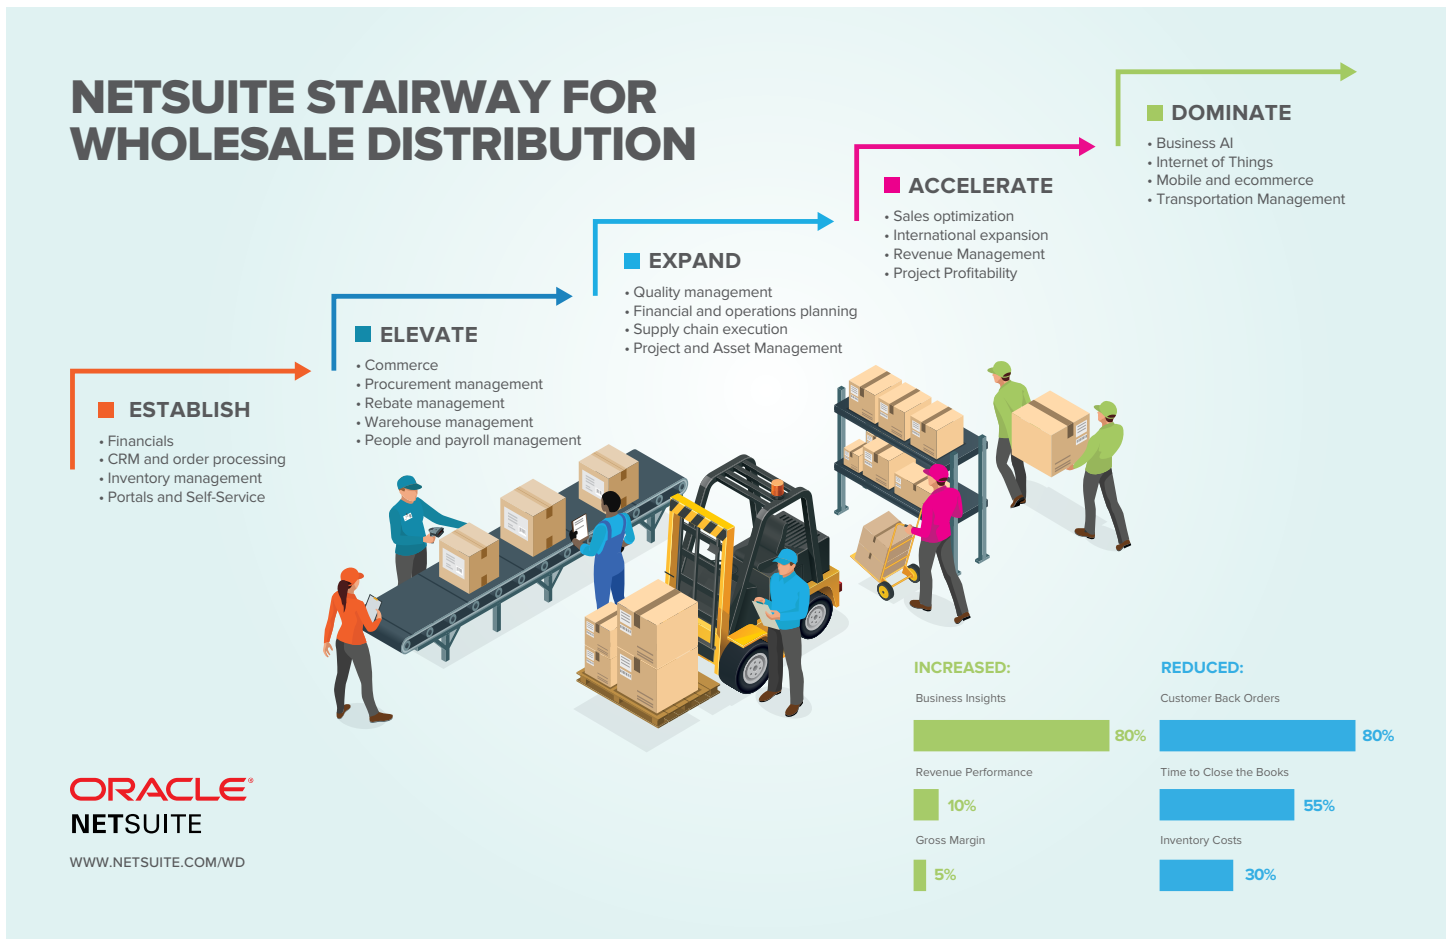 NETSUITE STAIRWAY FOR
WHOLESALE DISTRIBUTION
ESTABLISH
• Financials
• CRM and order processing
• Inventory management
• Portals and Self-Service
ELEVATE
• Commerce
• Procurement management
• Rebate management
• Warehouse management
• People and payroll management
EXPAND
• Quality management
• Financial and operations planning
• Supply chain execution
• Project and Asset Management
ACCELERATE
• Sales optimization
• International expansion
• Revenue Management
• Project Profitability
DOMINATE
• Business AI
• Internet of Things
• Mobile and ecommerce
• Transportation Management
INCREASED:
Business Insights
80%
Revenue Performance
10%
Gross Margin
5%
REDUCED:
Customer Back Orders
80%
Time to Close the Books
55%
Inventory Costs
30%
ORACLE®
NETSUITE
WWW.NETSUITE.COM/WD